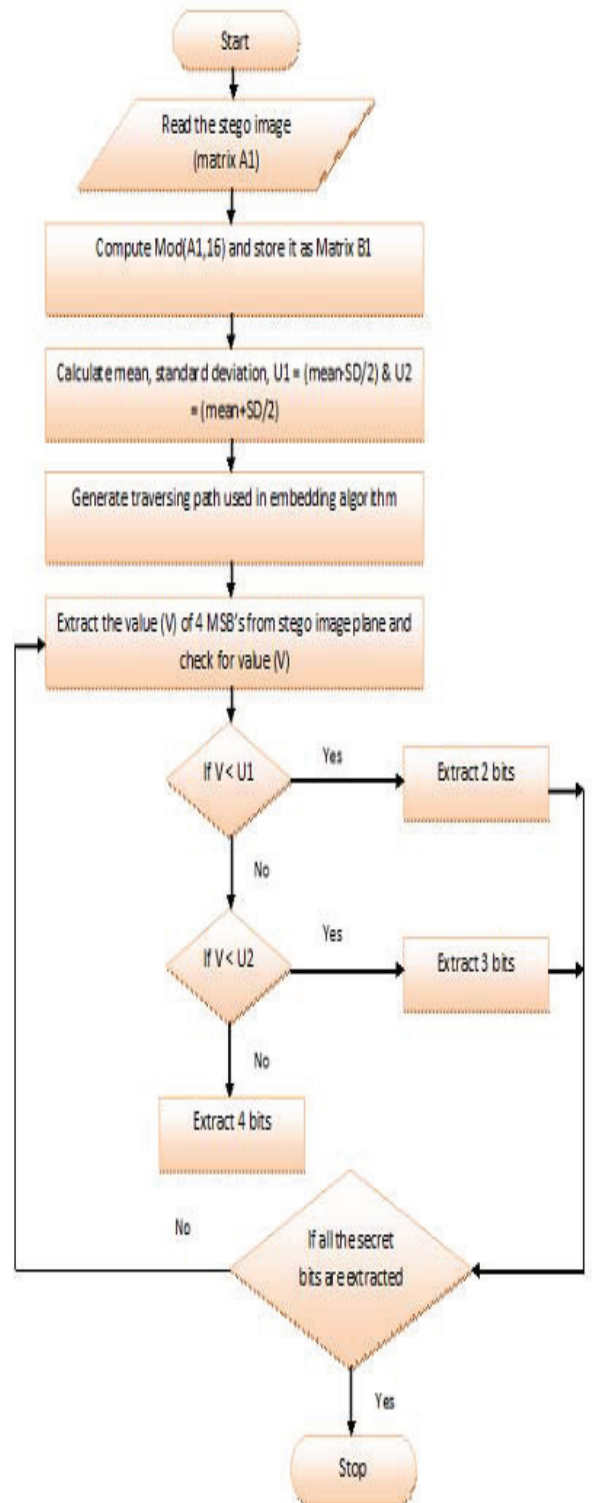 Start
Read the stego image
(matrix A1)
Compute Mod(A1,16) and store it as Matrix B1
Calculate mean, standard deviation, U1 = (mean-SD/2) & U2
= (mean+SD/2)
Generate traversing path used in embedding algorithm
Extract the value (V) of 4 MSB's from stego image plane and
check for value (V)
If V < U1
Yes
Extract 2 bits
No
If V < U2
Yes
Extract 3 bits
No
Extract 4 bits
No
If all the secret
bits are extracted
Yes
Stop